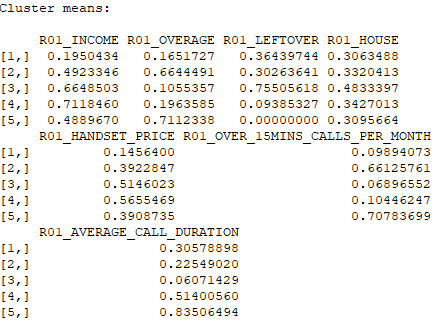 Cluster means:
R01_INCOME R01_OVERAGE R01_LEFTOVER R01_HOUSE
[1,] 0.1950434 0.1651727 0.36439744 0.3063488
[2,] 0.4923346 0.6644491 0.30263641 0.3320413
[3,] 0.6648503 0.1055357 0.75505618 0.4833397
[4,] 0.7118460 0.1963585 0.09385327 0.3427013
[5,] 0.4889670 0.7112338 0.00000000 0.3095664
R01_HANDSET_PRICE R01_OVER_15MINS_CALLS_PER_MONTH
[1,] 0.1456400 0.09894073
[2,] 0.3922847 0.66125761
[3,] 0.5146023 0.06896552
[4,] 0.5655469 0.10446247
[5,] 0.3908735 0.70783699
R01_AVERAGE_CALL_DURATION
[1,] 0.30578898
[2,] 0.22549020
[3,] 0.06071429
[4,] 0.51400560
[5,] 0.83506494